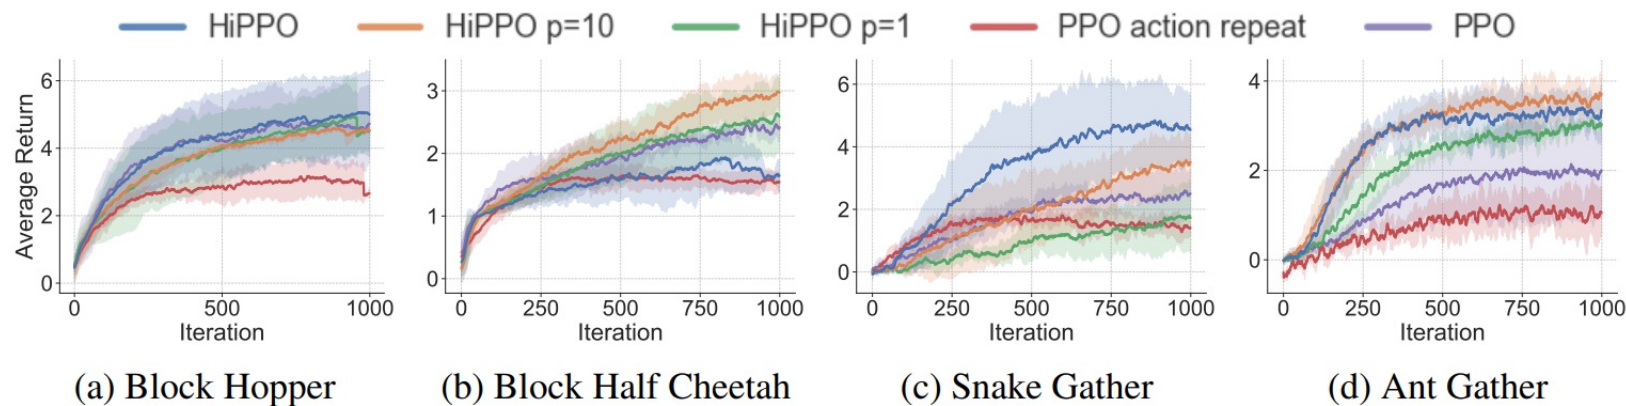 HiPPO HiPPO p=10 HiPPO p=1 PPO action repeat PPO
Average Return
6
4
2
0
0 500 1000
Iteration
(a) Block Hopper
3
2
1
0
0 250 500 750 1000
Iteration
(b) Block Half Cheetah
6
4
2
0
0 250 500 750 1000
Iteration
(c) Snake Gather
4
2
0
0 250 500 750 1000
Iteration
(d) Ant Gather